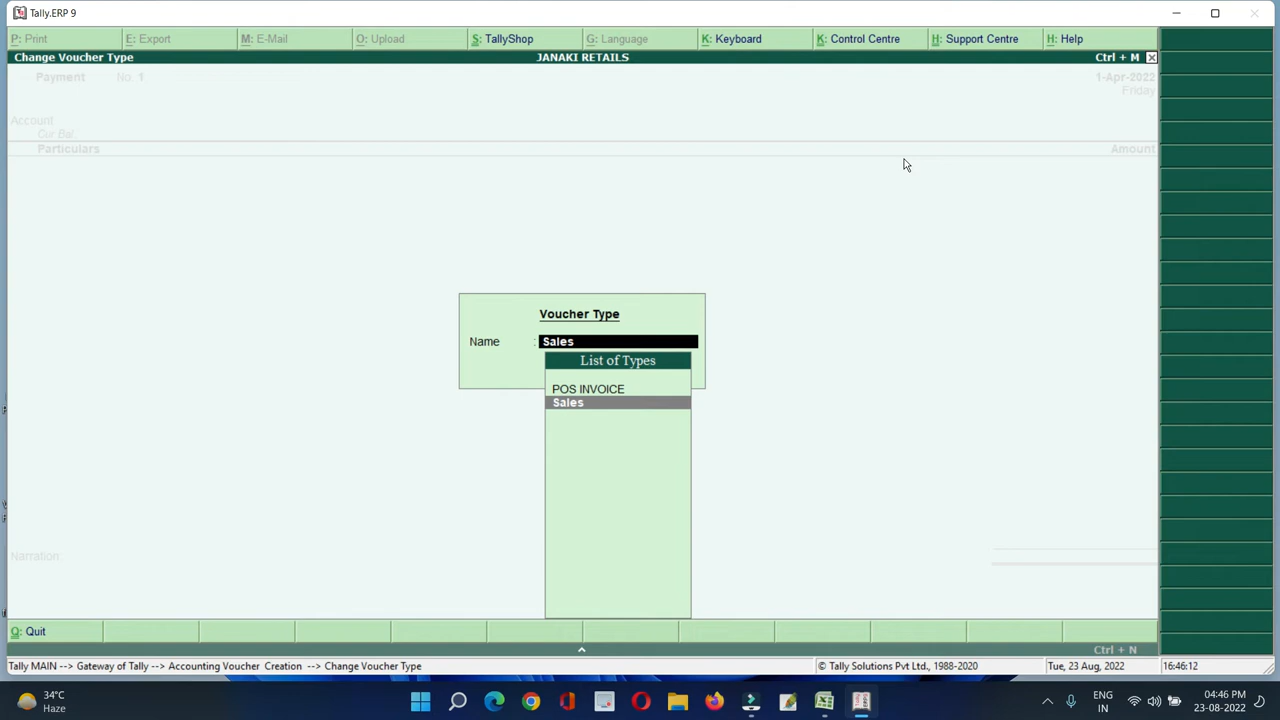 Tally.ERP 9
P: Print E: Export M: E-Mail O: Upload S: TallyShop G: Language K: Keyboard K: Control Centre H: Support Centre H: Help
Change Voucher Type JANAKI RETAILS Ctrl + M
Payment No. 1 1-Apr-2022
Friday
Account
Cur Bal.
Particulars Amount
Voucher Type
Name : Sales
List of Types
POS INVOICE
Sales
Narration:
Q: Quit
Ctrl + N
Tally MAIN --> Gateway of Tally --> Accounting Voucher Creation --> Change Voucher Type © Tally Solutions Pvt Ltd., 1988-2020 Tue, 23 Aug, 2022 16:46:12
34°C
Haze
ENG
IN
04:46 PM
23-08-2022